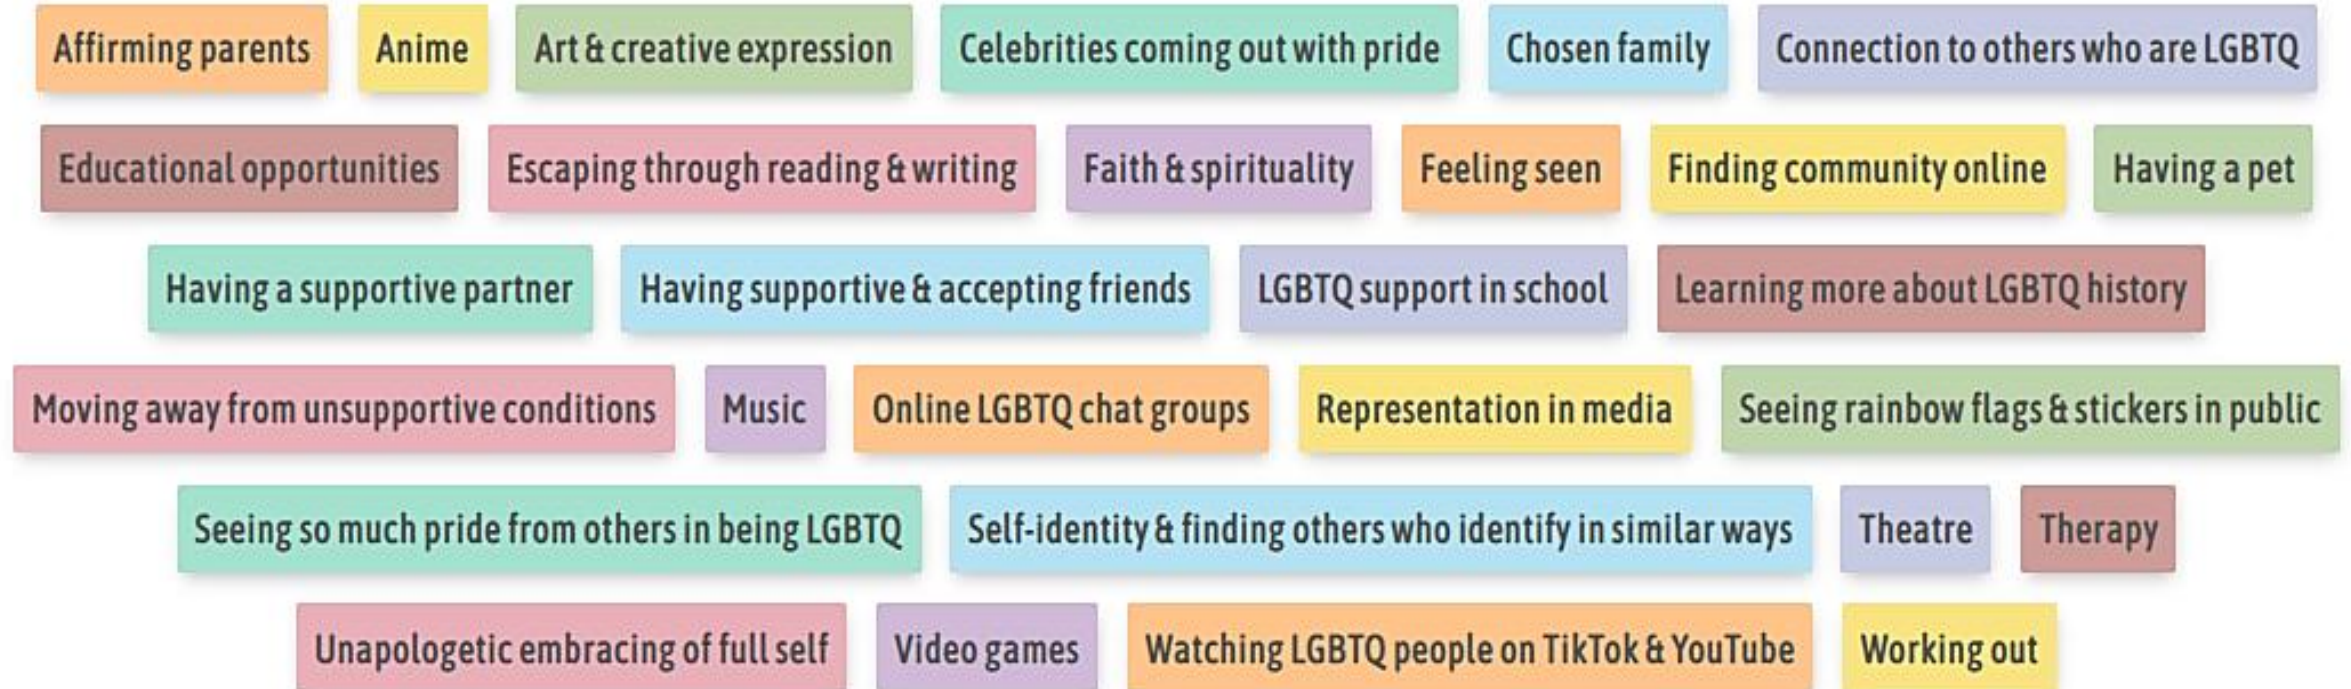 Affirming parents Anime Art & creative expression Celebrities coming out with pride Chosen family Connection to others who are LGBTQ
Educational opportunities Escaping through reading & writing Faith & spirituality Feeling seen Finding community online Having a pet
Having a supportive partner Having supportive & accepting friends LGBTQ support in school Learning more about LGBTQ history
Moving away from unsupportive conditions Music Online LGBTQ chat groups Representation in media Seeing rainbow flags & stickers in public
Seeing so much pride from others in being LGBTQ Self-identity & finding others who identify in similar ways Theatre Therapy
Unapologetic embracing of full self Video games Watching LGBTQ people on TikTok & YouTube Working out